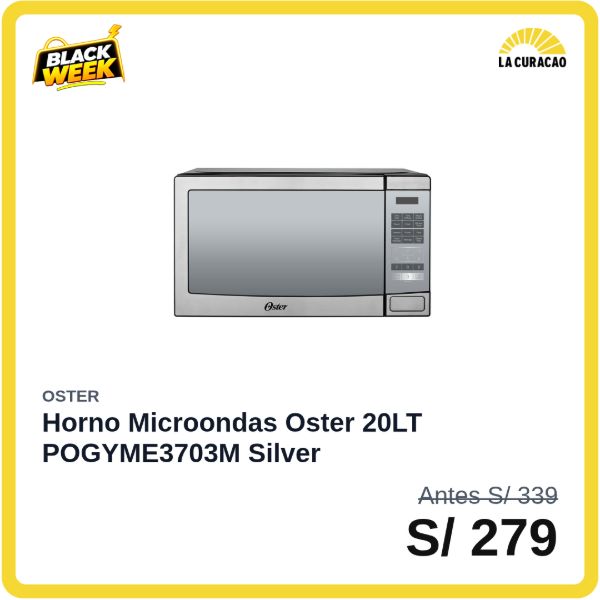 BLACK
WEEK
LA CURACAO
Oster
OSTER
Horno Microondas Oster 20LT
POGYME3703M Silver
Antes S/ 339
S/ 279